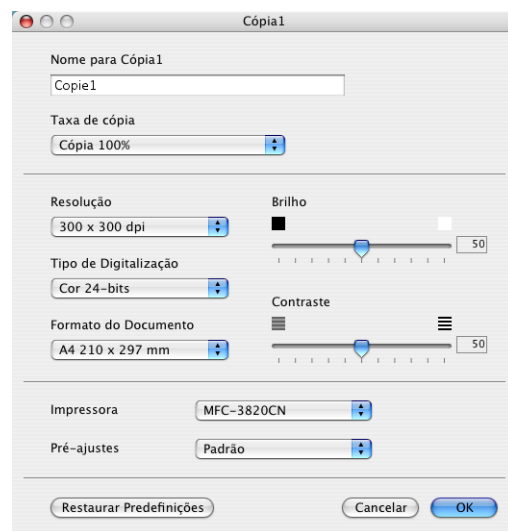 Cópia1
Nome para Cópia1
Copie1
Taxa de cópia
Cópia 100%
Resolução
300 x 300 dpi
Brilho
50
Tipo de Digitalização
Cor 24-bits
Contraste
50
Formato do Documento
A4 210 x 297 mm
Impressora
MFC-3820CN
Pré-ajustes
Padrão
Restaurar Predefinições
Cancelar
OK